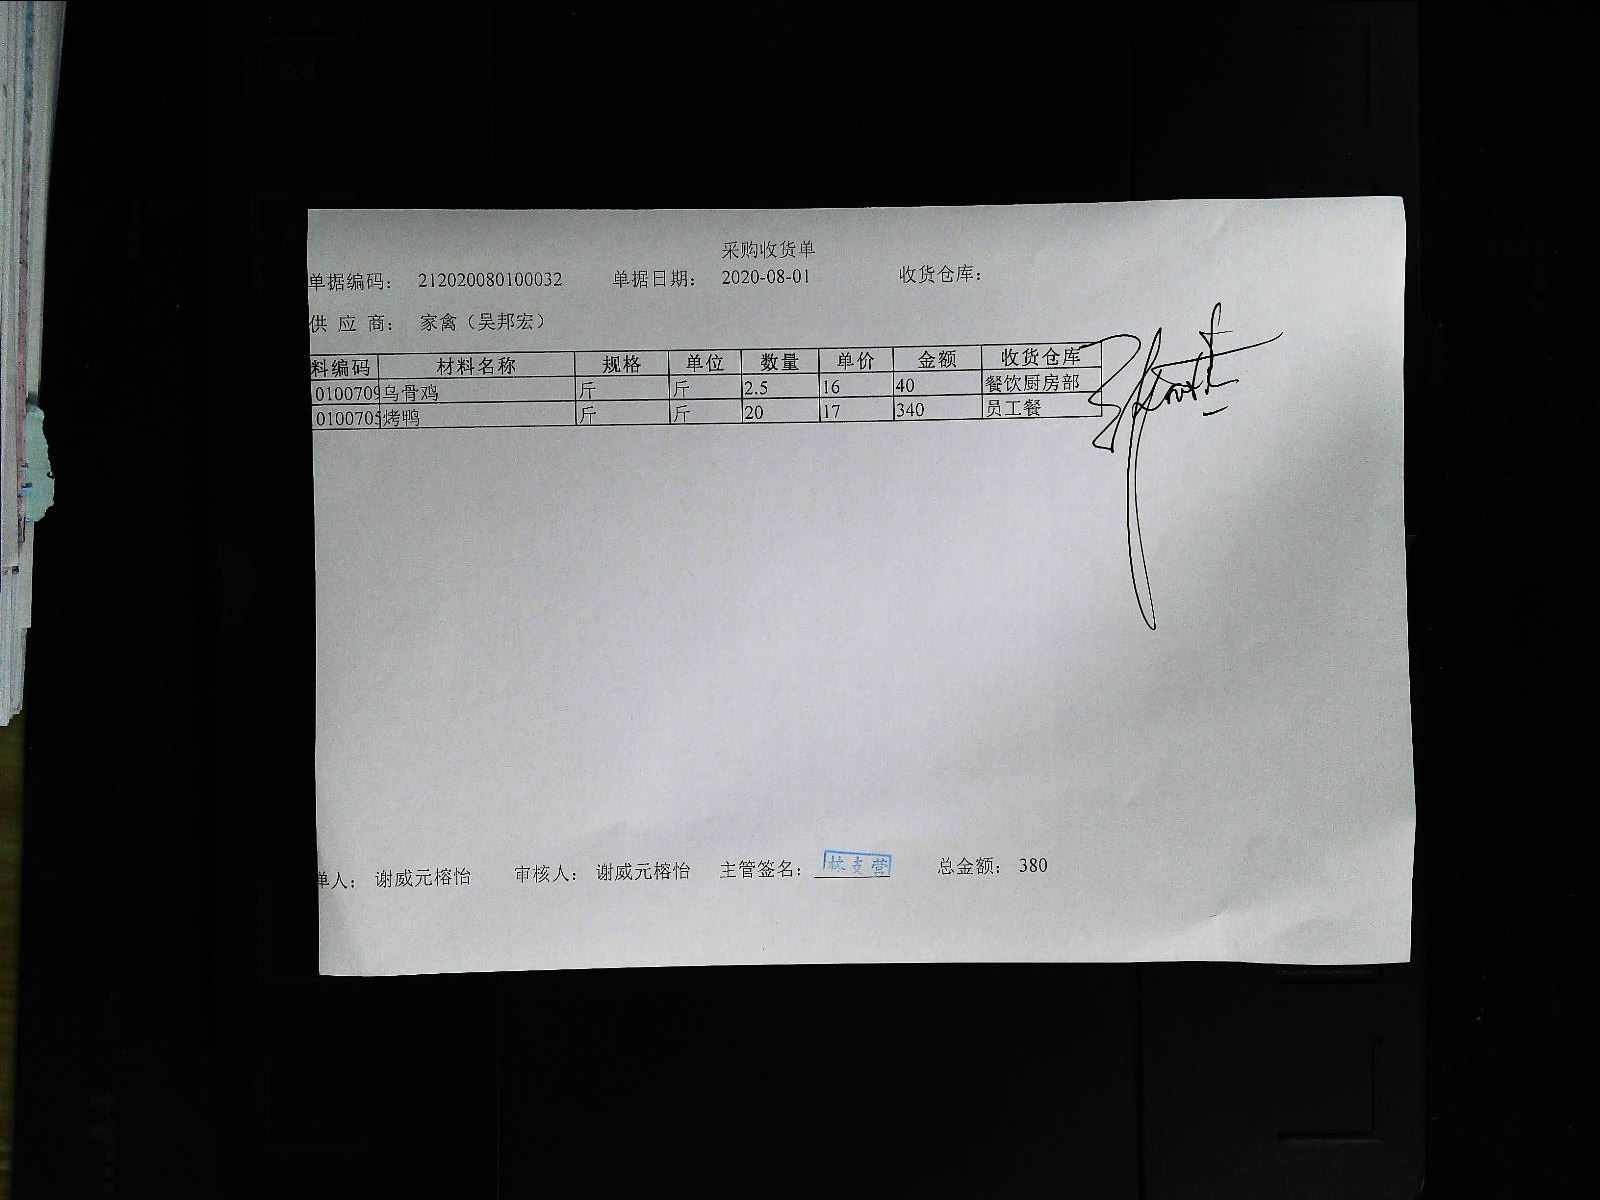 采购收货单
单据编码: 212020080100032 单据日期: 2020-08-01 收货仓库:
供 应 商: 家禽（吴邦宏）
料编码 材料名称 规格 单位 数量 单价 金额 收货仓库
0100709 乌骨鸡 斤 斤 2.5 16 40 餐饮厨房部
0100705 烤鸭 斤 斤 20 17 340 员工餐
单人: 谢威元榕怡 审核人: 谢威元榕怡 主管签名: 林支营 总金额: 380